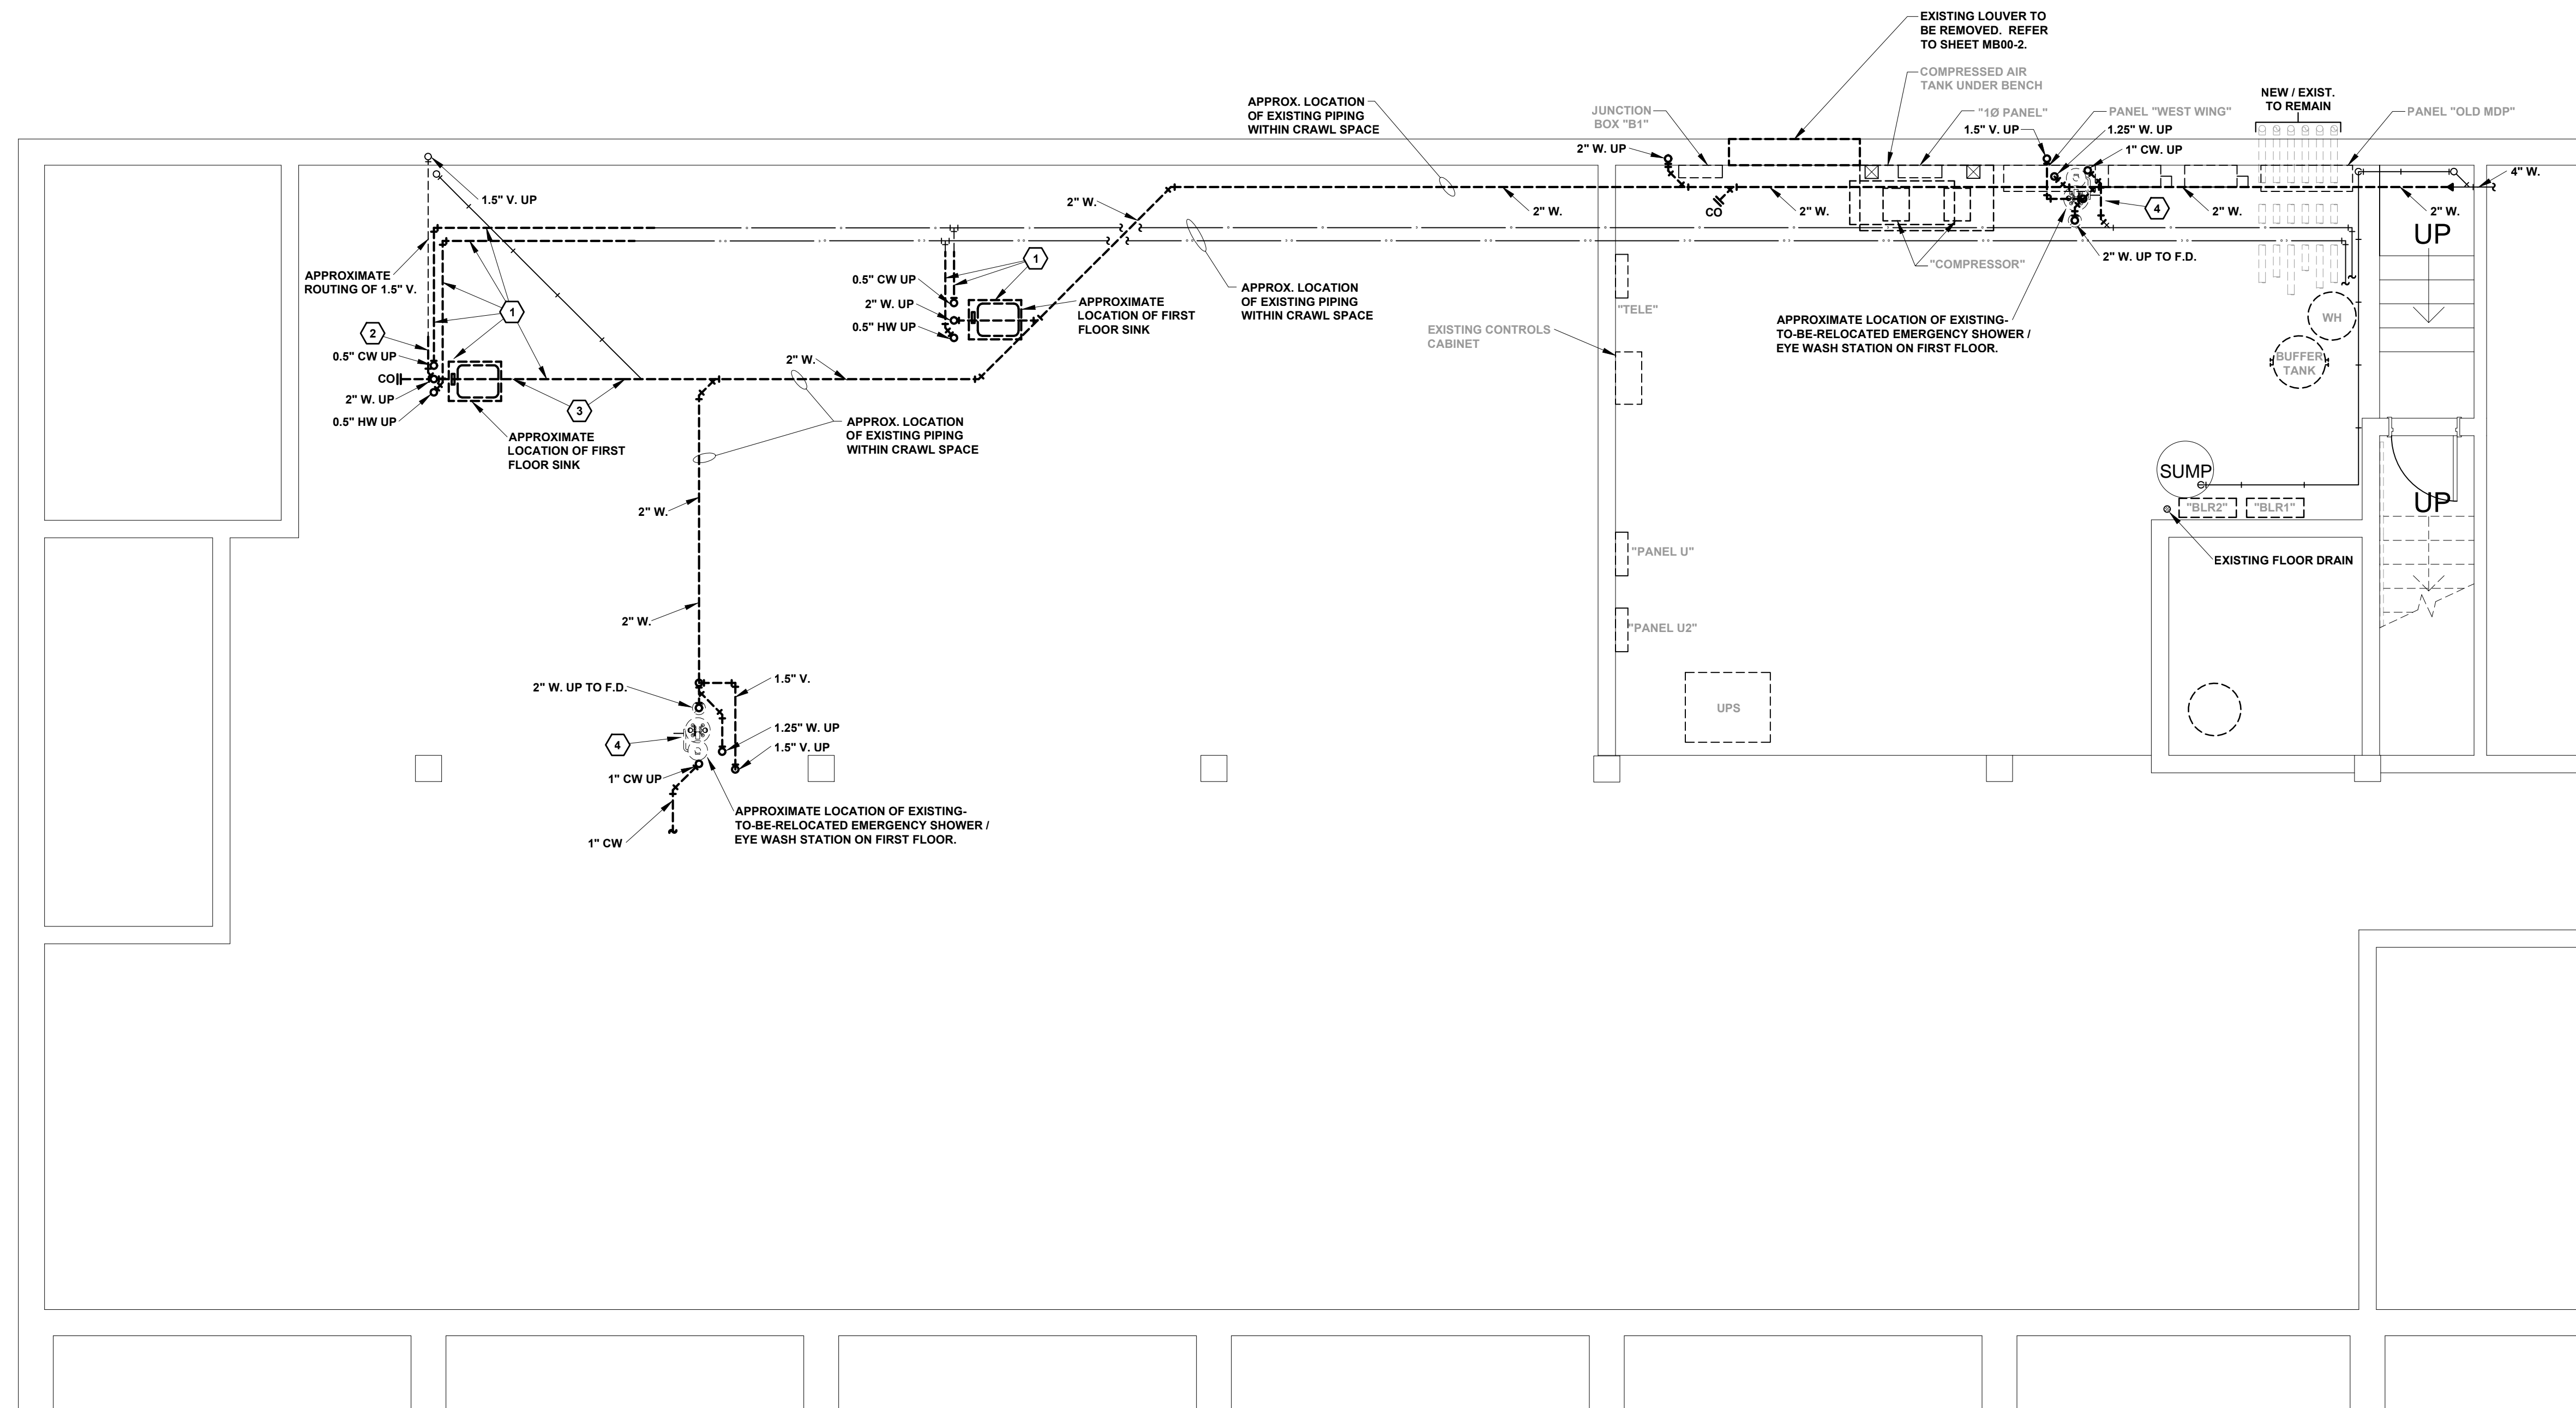 EXISTING LOUVER TO
BE REMOVED. REFER
TO SHEET MB00-2.
COMPRESSED AIR
TANK UNDER BENCH
APPROX. LOCATION
OF EXISTING PIPING
WITHIN CRAWL SPACE
JUNCTION
BOX "B1"
"1Ø PANEL"
PANEL "WEST WING"
NEW / EXIST.
TO REMAIN
PANEL "OLD MDP"
1.5" V. UP
1.25" W. UP
2" W. UP
1" CW. UP
4" W.
1.5" V. UP
2" W.
2" W.
CO
2" W.
4
2" W.
2" W.
UP
APPROXIMATE
ROUTING OF 1.5" V.
0.5" CW UP
1
2" W. UP
0.5" HW UP
APPROXIMATE
LOCATION OF FIRST
FLOOR SINK
APPROX. LOCATION
OF EXISTING PIPING
WITHIN CRAWL SPACE
"COMPRESSOR"
2" W. UP TO F.D.
"TELE"
EXISTING CONTROLS
CABINET
APPROXIMATE LOCATION OF EXISTING-
TO-BE-RELOCATED EMERGENCY SHOWER /
EYE WASH STATION ON FIRST FLOOR.
WH
BUFFER
TANK
1
2
0.5" CW UP
CO
2" W. UP
0.5" HW UP
3
2" W.
APPROXIMATE
LOCATION OF FIRST
FLOOR SINK
APPROX. LOCATION
OF EXISTING PIPING
WITHIN CRAWL SPACE
2" W.
SUMP
"BLR2"
"BLR1"
UP
"PANEL U"
EXISTING FLOOR DRAIN
2" W.
"PANEL U2"
2" W. UP TO F.D.
1.5" V.
UPS
4
1.25" W. UP
1.5" V. UP
1" CW UP
APPROXIMATE LOCATION OF EXISTING-
TO-BE-RELOCATED EMERGENCY SHOWER /
EYE WASH STATION ON FIRST FLOOR.
1" CW